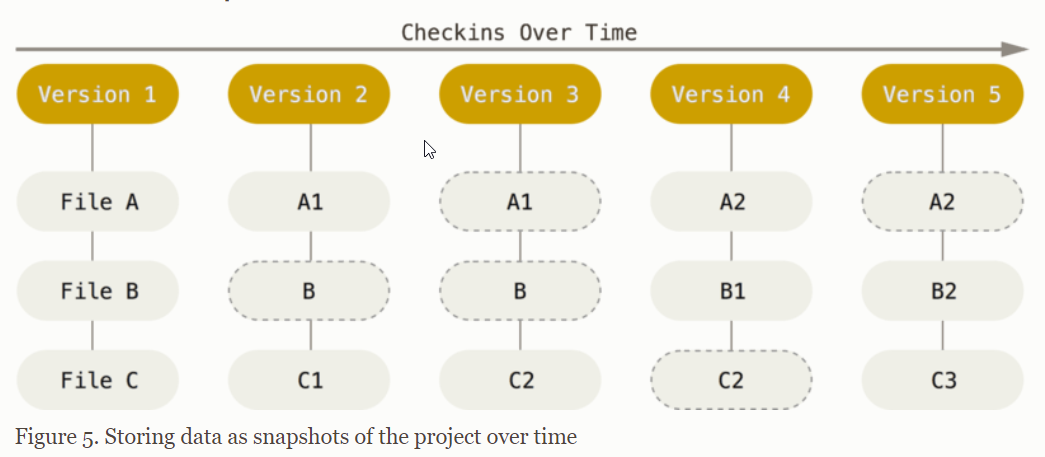 Checkins Over Time
Version 1 Version 2 Version 3 Version 4 Version 5
File A A1 A1 A2 A2
File B B B B1 B2
File C C1 C2 C2 C3
Figure 5. Storing data as snapshots of the project over time